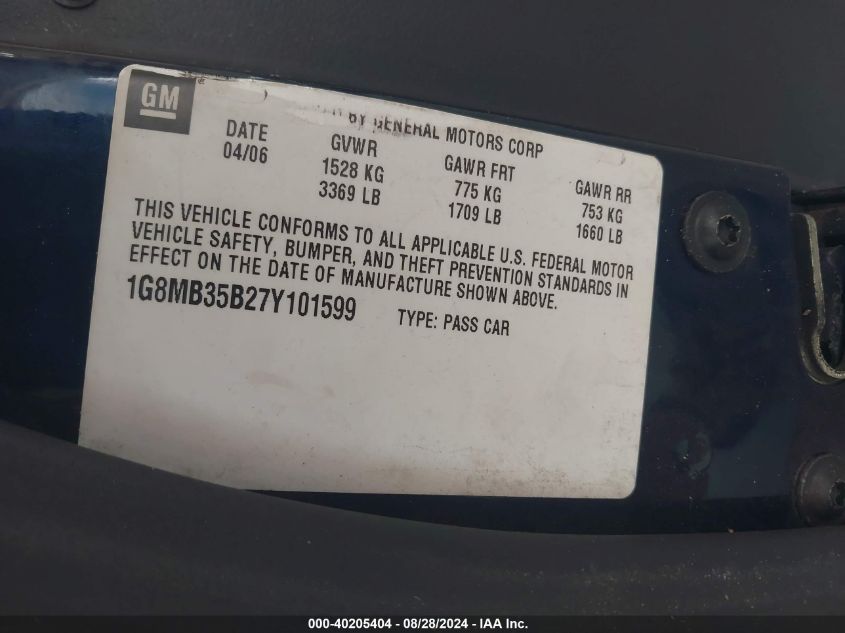 GM
BY GENERAL MOTORS CORP
DATE GVWR GAWR FRT GAWR RR
04/06 1528 KG 775 KG 753 KG
3369 LB 1709 LB 1660 LB
THIS VEHICLE CONFORMS TO ALL APPLICABLE U.S. FEDERAL MOTOR
VEHICLE SAFETY, BUMPER, AND THEFT PREVENTION STANDARDS IN
EFFECT ON THE DATE OF MANUFACTURE SHOWN ABOVE.
1G8MB35B27Y101599 TYPE: PASS CAR
000-40205404 - 08/28/2024 - IAA Inc.